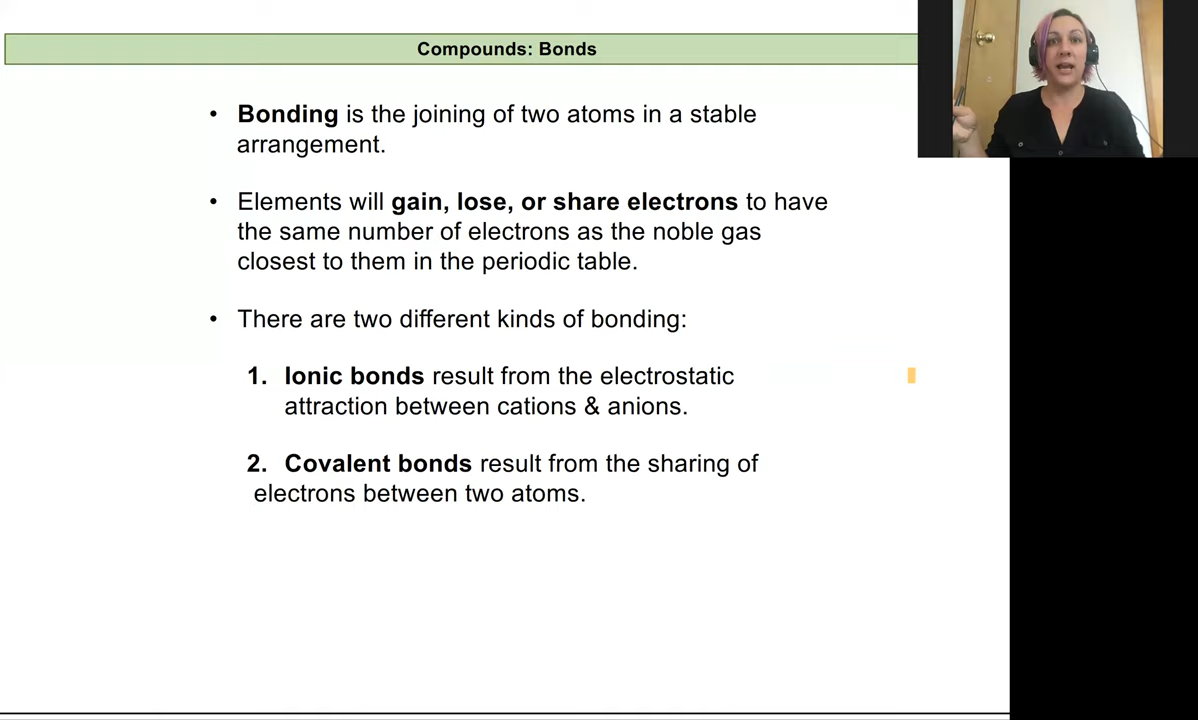 Compounds: Bonds
• Bonding is the joining of two atoms in a stable
arrangement.
• Elements will gain, lose, or share electrons to have
the same number of electrons as the noble gas
closest to them in the periodic table.
• There are two different kinds of bonding:
1. Ionic bonds result from the electrostatic
attraction between cations & anions.
2. Covalent bonds result from the sharing of
electrons between two atoms.